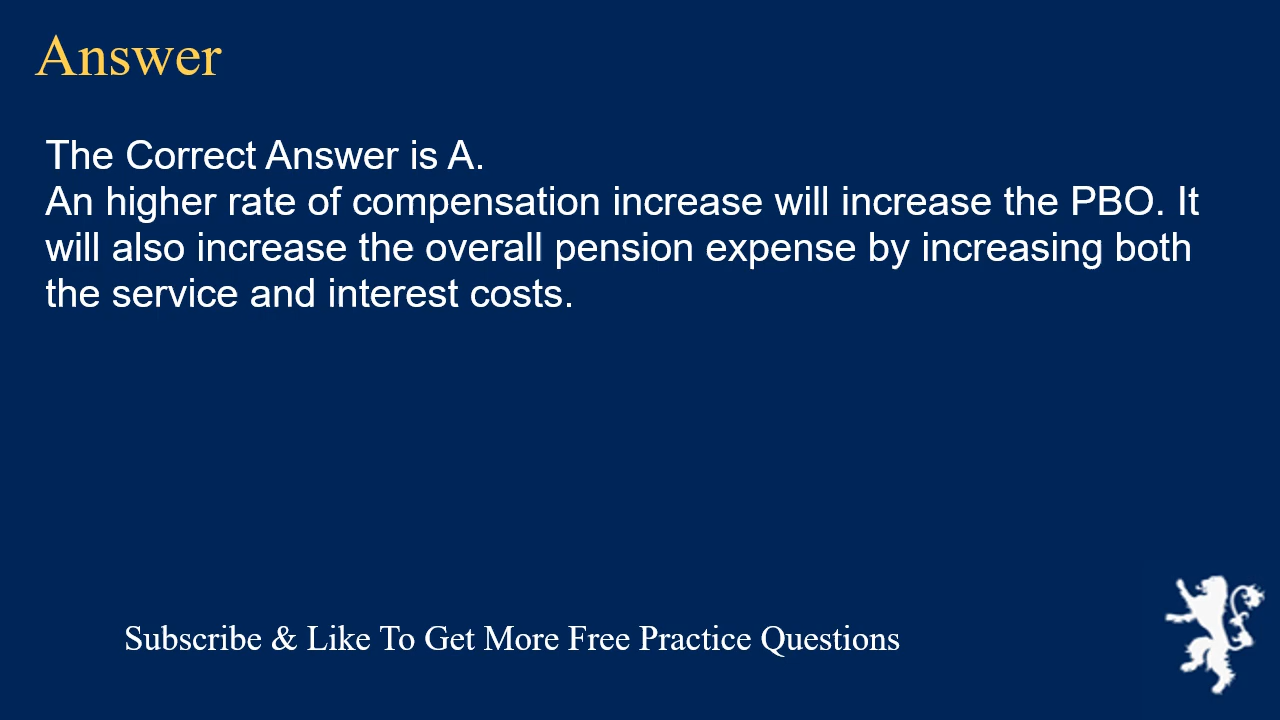 Answer
The Correct Answer is A.
An higher rate of compensation increase will increase the PBO. It
will also increase the overall pension expense by increasing both
the service and interest costs.
Subscribe & Like To Get More Free Practice Questions